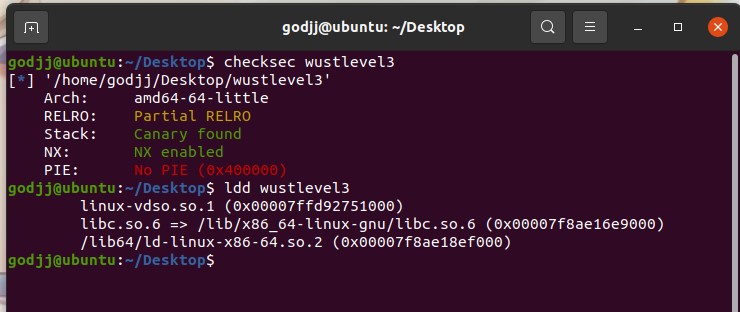 godjj@ubuntu: ~/Desktop
godjj@ubuntu:~/Desktop$ checksec wustlevel3
[*] '/home/godjj/Desktop/wustlevel3'
    Arch:     amd64-64-little
    RELRO:    Partial RELRO
    Stack:    Canary found
    NX:       NX enabled
    PIE:      No PIE (0x400000)
godjj@ubuntu:~/Desktop$ ldd wustlevel3
        linux-vdso.so.1 (0x00007ffd92751000)
        libc.so.6 => /lib/x86_64-linux-gnu/libc.so.6 (0x00007f8ae16e9000)
        /lib64/ld-linux-x86-64.so.2 (0x00007f8ae18ef000)
godjj@ubuntu:~/Desktop$